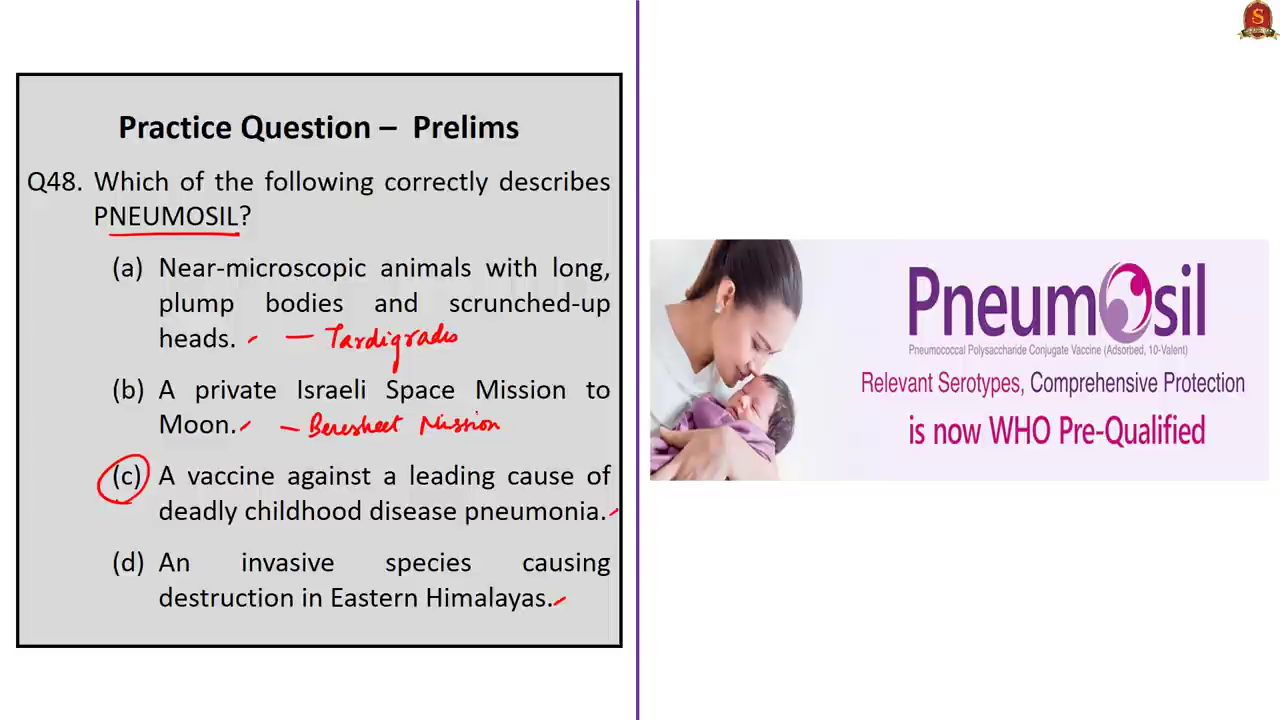 Practice Question – Prelims
Q48. Which of the following correctly describes
PNEUMOSIL?
(a) Near-microscopic animals with long,
plump bodies and scrunched-up
heads. – Tardigrades
(b) A private Israeli Space Mission to
Moon. – Beresheet Mission
(c) A vaccine against a leading cause of
deadly childhood disease pneumonia.
(d) An invasive species causing
destruction in Eastern Himalayas.
Pneumosil
Pneumococcal Polysaccharide Conjugate Vaccine (Adsorbed, 10-Valent)
Relevant Serotypes, Comprehensive Protection
is now WHO Pre-Qualified
S